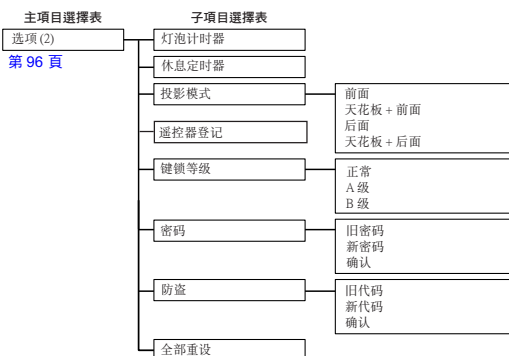 主項目選擇表
子項目選擇表
选项 (2)
第 96 頁
灯泡计时器
休息定时器
投影模式
前面
天花板 + 前面
后面
天花板 + 后面
遥控器登记
键锁等级
正常
A 级
B 级
密码
旧密码
新密码
确认
防盗
旧代码
新代码
确认
全部重设